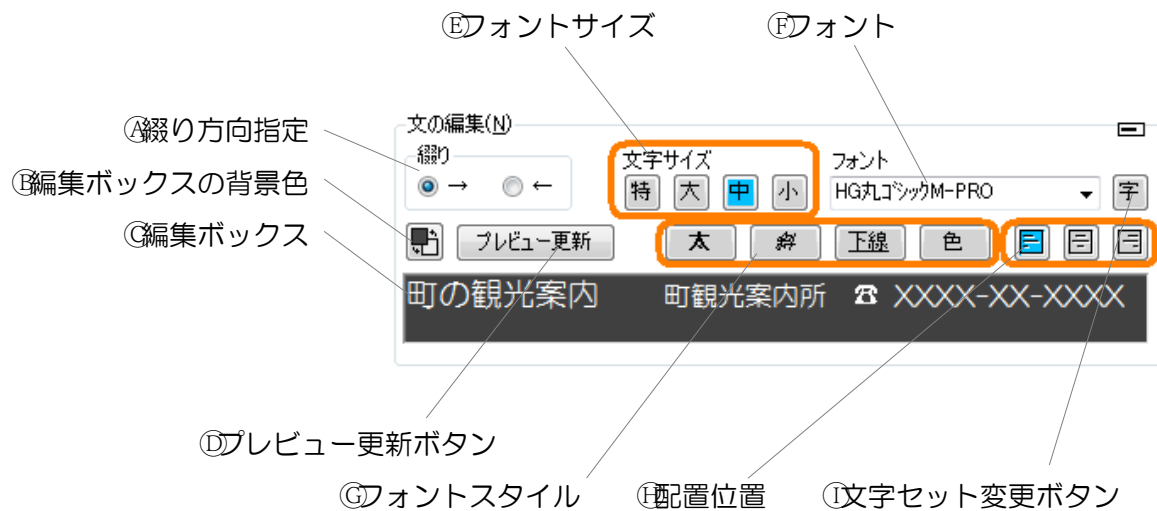 Ⓔフォントサイズ
Ⓕフォント
Ⓐ綴り方向指定
Ⓑ編集ボックスの背景色
Ⓒ編集ボックス
文の編集(N)
綴り
→ ←
文字サイズ
特 大 中 小
フォント
HG丸ゴシックM-PRO
字
プレビュー更新
太 斜 下線 色
町の観光案内 町観光案内所 ☎ XXXX-XX-XXXX
Ⓓプレビュー更新ボタン
Ⓖフォントスタイル
Ⓗ配置位置
Ⓘ文字セット変更ボタン